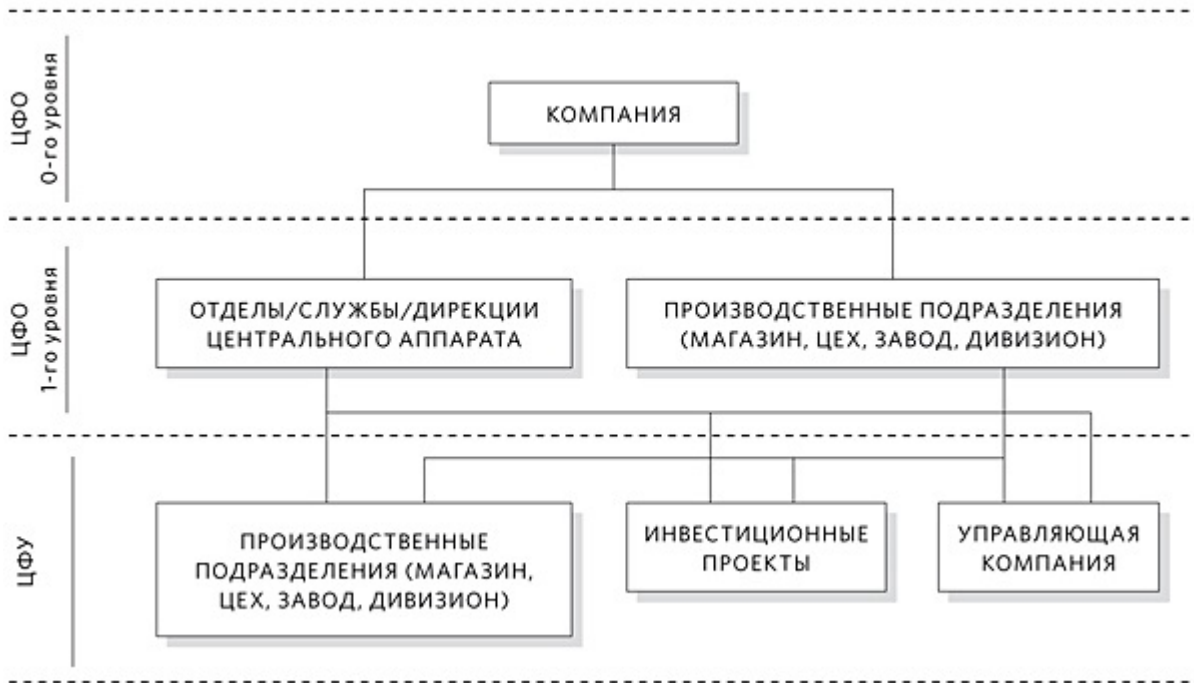 ЦФО
0-го уровня
КОМПАНИЯ
ЦФО
1-го уровня
ОТДЕЛЫ/СЛУЖБЫ/ДИРЕКЦИИ
ЦЕНТРАЛЬНОГО АППАРАТА
ПРОИЗВОДСТВЕННЫЕ ПОДРАЗДЕЛЕНИЯ
(МАГАЗИН, ЦЕХ, ЗАВОД, ДИВИЗИОН)
ЦФУ
ПРОИЗВОДСТВЕННЫЕ
ПОДРАЗДЕЛЕНИЯ (МАГАЗИН,
ЦЕХ, ЗАВОД, ДИВИЗИОН)
ИНВЕСТИЦИОННЫЕ
ПРОЕКТЫ
УПРАВЛЯЮЩАЯ
КОМПАНИЯ